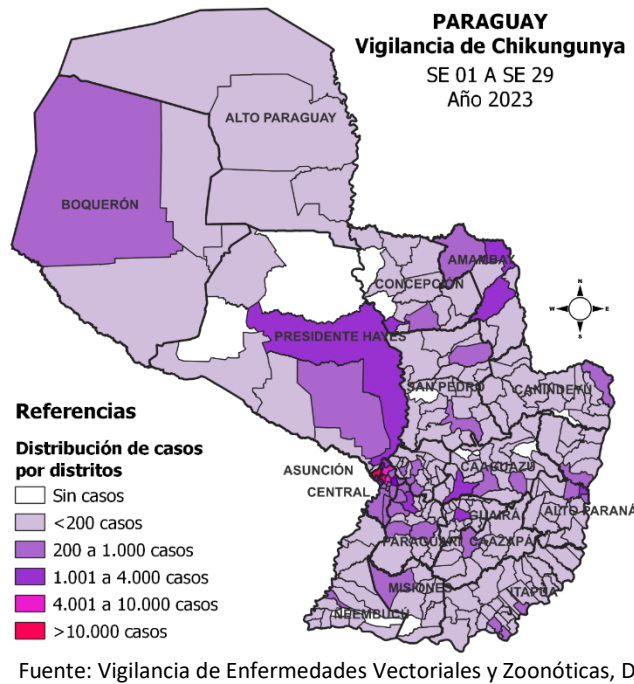 PARAGUAY
Vigilancia de Chikungunya
SE 01 A SE 29
Año 2023
ALTO PARAGUAY
BOQUERÓN
AMAMBAY
CONCEPCIÓN
N
W
E
S
PRESIDENTE HAYES
SAN PEDRO
CANINDEYÚ
Referencias
Distribución de casos
por distritos
Sin casos
<200 casos
200 a 1.000 casos
1.001 a 4.000 casos
4.001 a 10.000 casos
>10.000 casos
ASUNCIÓN
CENTRAL
CAAGUAZÚ
ALTO PARANÁ
GUAIRÁ
PARAGUARÍ
CAAZAPÁ
MISIONES
ITAPÚA
ÑEEMBUCÚ
Fuente: Vigilancia de Enfermedades Vectoriales y Zoonóticas, D